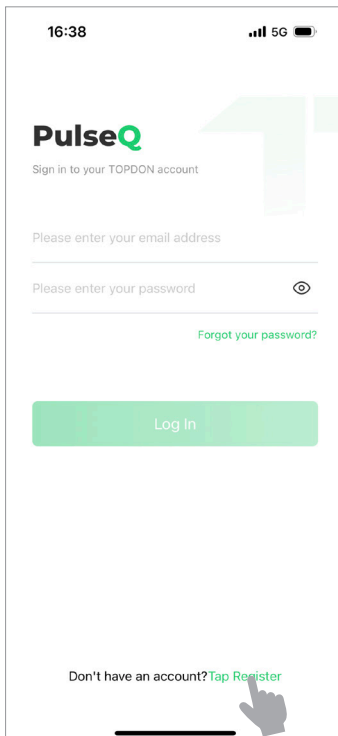 16:38 5G
PulseQ
Sign in to your TOPDON account
Please enter your email address
Please enter your password
Forgot your password?
Log In
Don't have an account?Tap Register